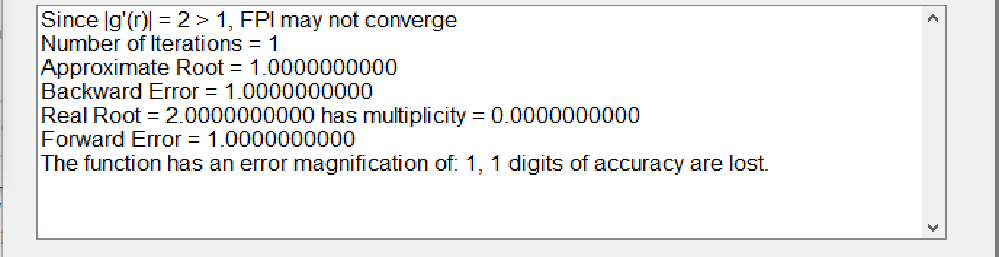 Since |g'(r)| = 2 > 1, FPI may not converge
Number of Iterations = 1
Approximate Root = 1.0000000000
Backward Error = 1.0000000000
Real Root = 2.0000000000 has multiplicity = 0.0000000000
Forward Error = 1.0000000000
The function has an error magnification of: 1, 1 digits of accuracy are lost.